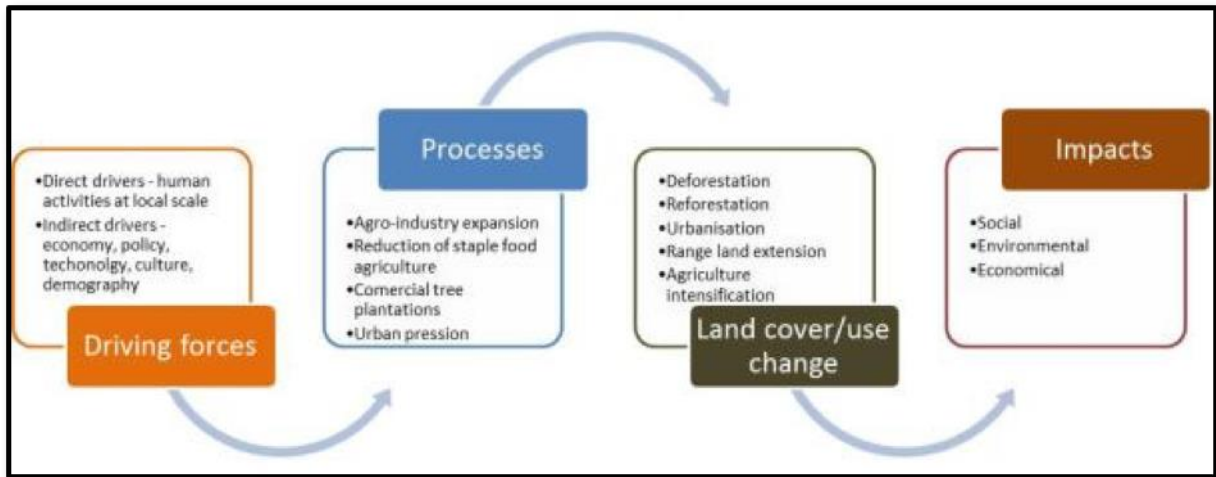 •Direct drivers - human
activities at local scale
•Indirect drivers -
economy, policy,
techonolgy, culture,
demography
Driving forces
Processes
•Agro-industry expansion
•Reduction of staple food
agriculture
•Comercial tree
plantations
•Urban pression
•Deforestation
•Reforestation
•Urbanisation
•Range land extension
•Agriculture
intensification
Land cover/use
change
Impacts
•Social
•Environmental
•Economical